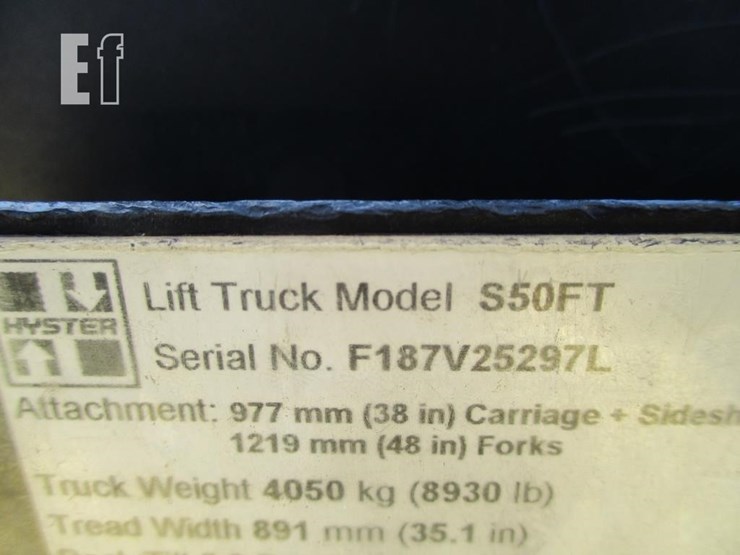 Ef
HYSTER
Lift Truck Model S50FT
Serial No. F187V25297L
Attachment: 977 mm (38 in) Carriage + Sidesh
1219 mm (48 in) Forks
Truck Weight 4050 kg (8930 lb)
Tread Width 891 mm (35.1 in)